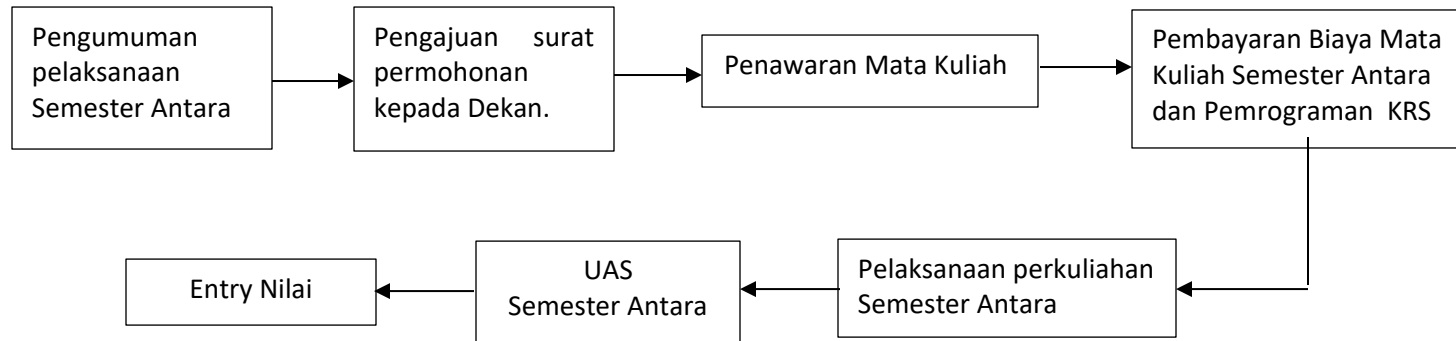 Pengumuman
pelaksanaan
Semester Antara
Pengajuan surat
permohonan
kepada Dekan.
Penawaran Mata Kuliah
Pembayaran Biaya Mata
Kuliah Semester Antara
dan Pemrograman KRS
Pelaksanaan perkuliahan
Semester Antara
UAS
Semester Antara
Entry Nilai